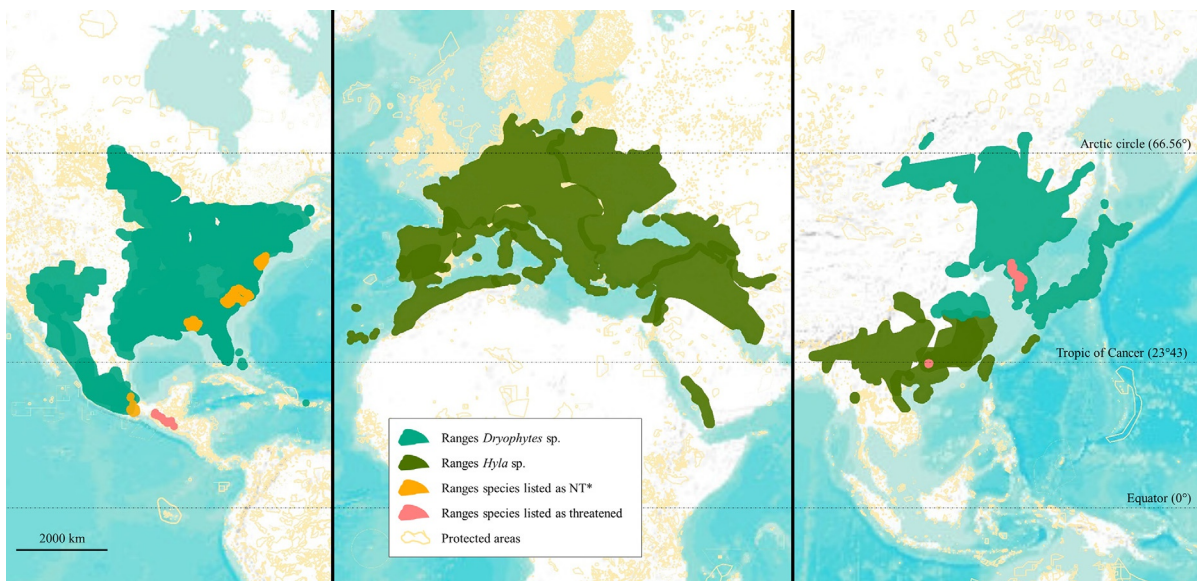 Arctic circle (66.56°)
Tropic of Cancer (23°43)
Ranges Dryophytes sp.
Ranges Hyla sp.
Ranges species listed as NT*
Equator (0°)
Ranges species listed as threatened
Protected areas
2000 km